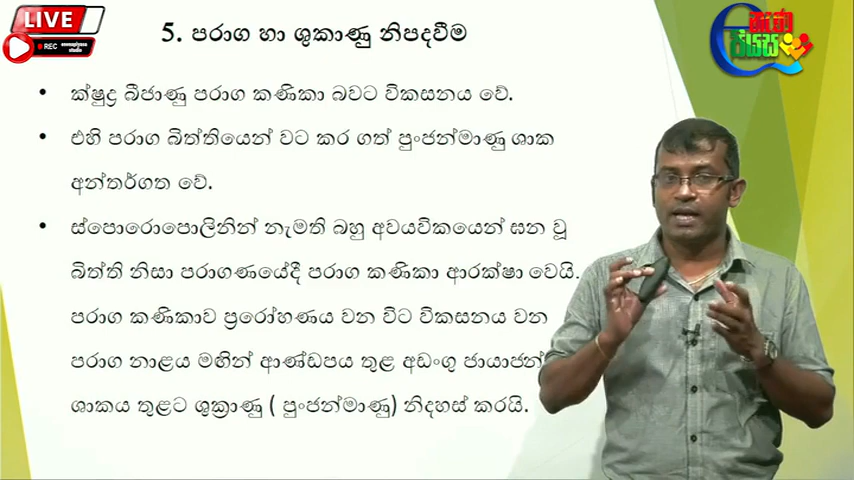 LIVE
REC
5. පරාග හා ශුකාණු නිපදවීම
ගුණ
පියස
• ක්ෂුද්‍ර බීජාණු පරාග කණිකා බවට විකසනය වේ.
• එහි පරාග බිත්තියෙන් වට කර ගත් පුංජන්මාණු ශාක
අන්තර්ගත වේ.
• ස්පොරොපොලිනින් නැමති බහු අවයවිකයෙන් ඝන වූ
බිත්ති නිසා පරාගණයේදී පරාග කණිකා ආරක්ෂා වෙයි.
පරාග කණිකාව ප්‍රරෝහණය වන විට විකසනය වන
පරාග නාළය මඟින් ආණ්ඩපය තුළ අඩංගු ජායාජන්
ශාකය තුළට ශුක්‍රාණු ( පුංජන්මාණු) නිදහස් කරයි.